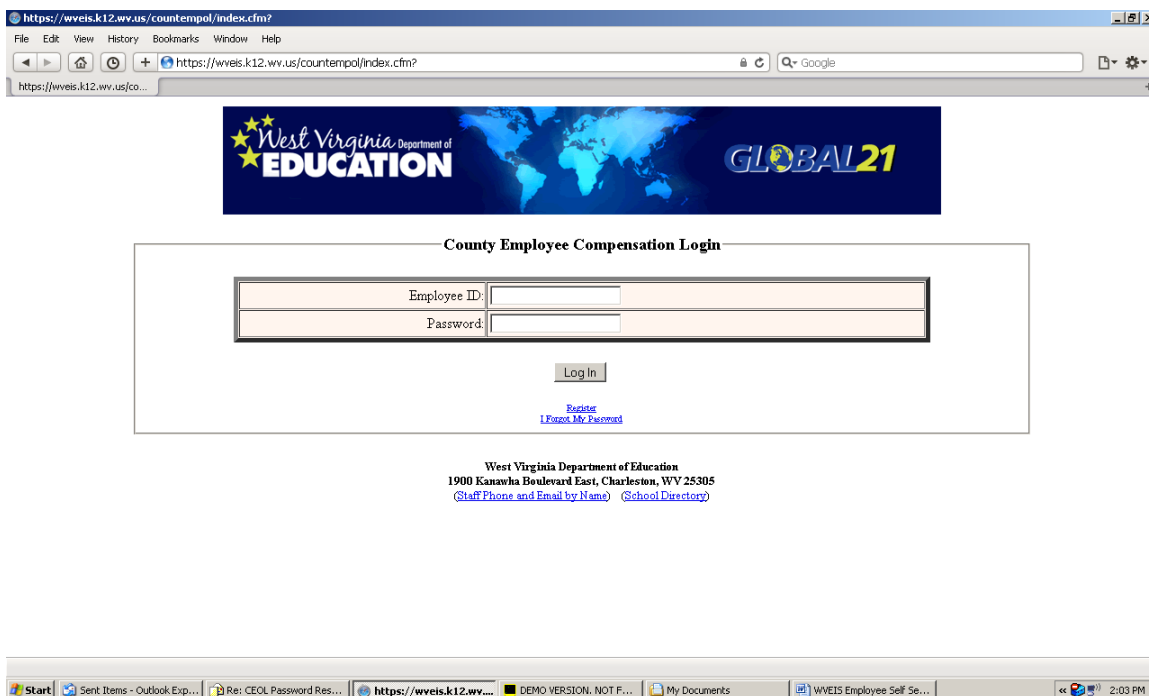 https://wveis.k12.wv.us/countempol/index.cfm?
File Edit View History Bookmarks Window Help
https://wveis.k12.wv.us/countempol/index.cfm? Google
https://wveis.k12.wv.us/co...
West Virginia Department of
EDUCATION
GLOBAL21
County Employee Compensation Login
Employee ID:
Password:
Log In
Register
I Forgot My Password
West Virginia Department of Education
1900 Kanawha Boulevard East, Charleston, WV 25305
(Staff Phone and Email by Name) (School Directory)
Start Sent Items - Outlook Exp... Re: CEOL Password Res... https://wveis.k12.wv.... DEMO VERSION. NOT F... My Documents WVEIS Employee Self Se... 2:03 PM